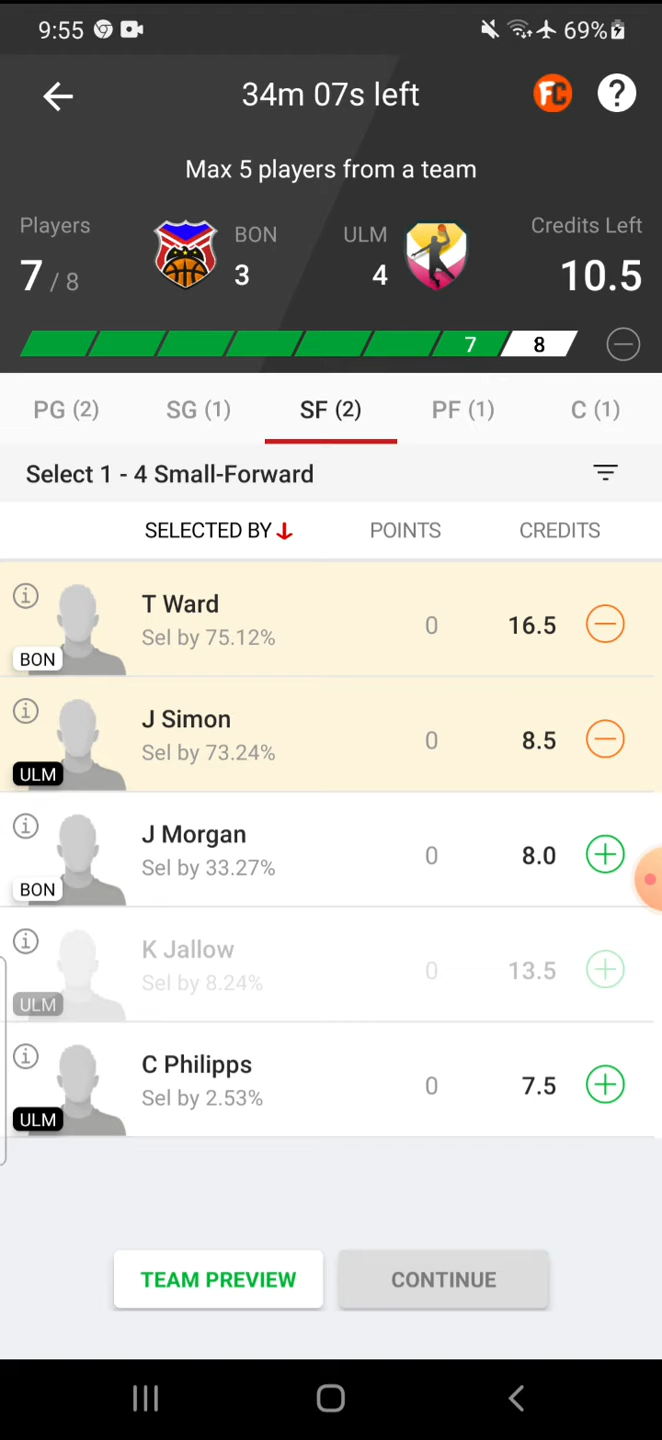 9:55
69%
34m 07s left
FC
?
Max 5 players from a team
Players
7 / 8
BON
3
ULM
4
Credits Left
10.5
7
8
PG (2)
SG (1)
SF (2)
PF (1)
C (1)
Select 1 - 4 Small-Forward
SELECTED BY
POINTS
CREDITS
T Ward
Sel by 75.12%
BON
0
16.5
J Simon
Sel by 73.24%
ULM
0
8.5
J Morgan
Sel by 33.27%
BON
0
8.0
K Jallow
Sel by 8.24%
ULM
0
13.5
C Philipps
Sel by 2.53%
ULM
0
7.5
TEAM PREVIEW
CONTINUE